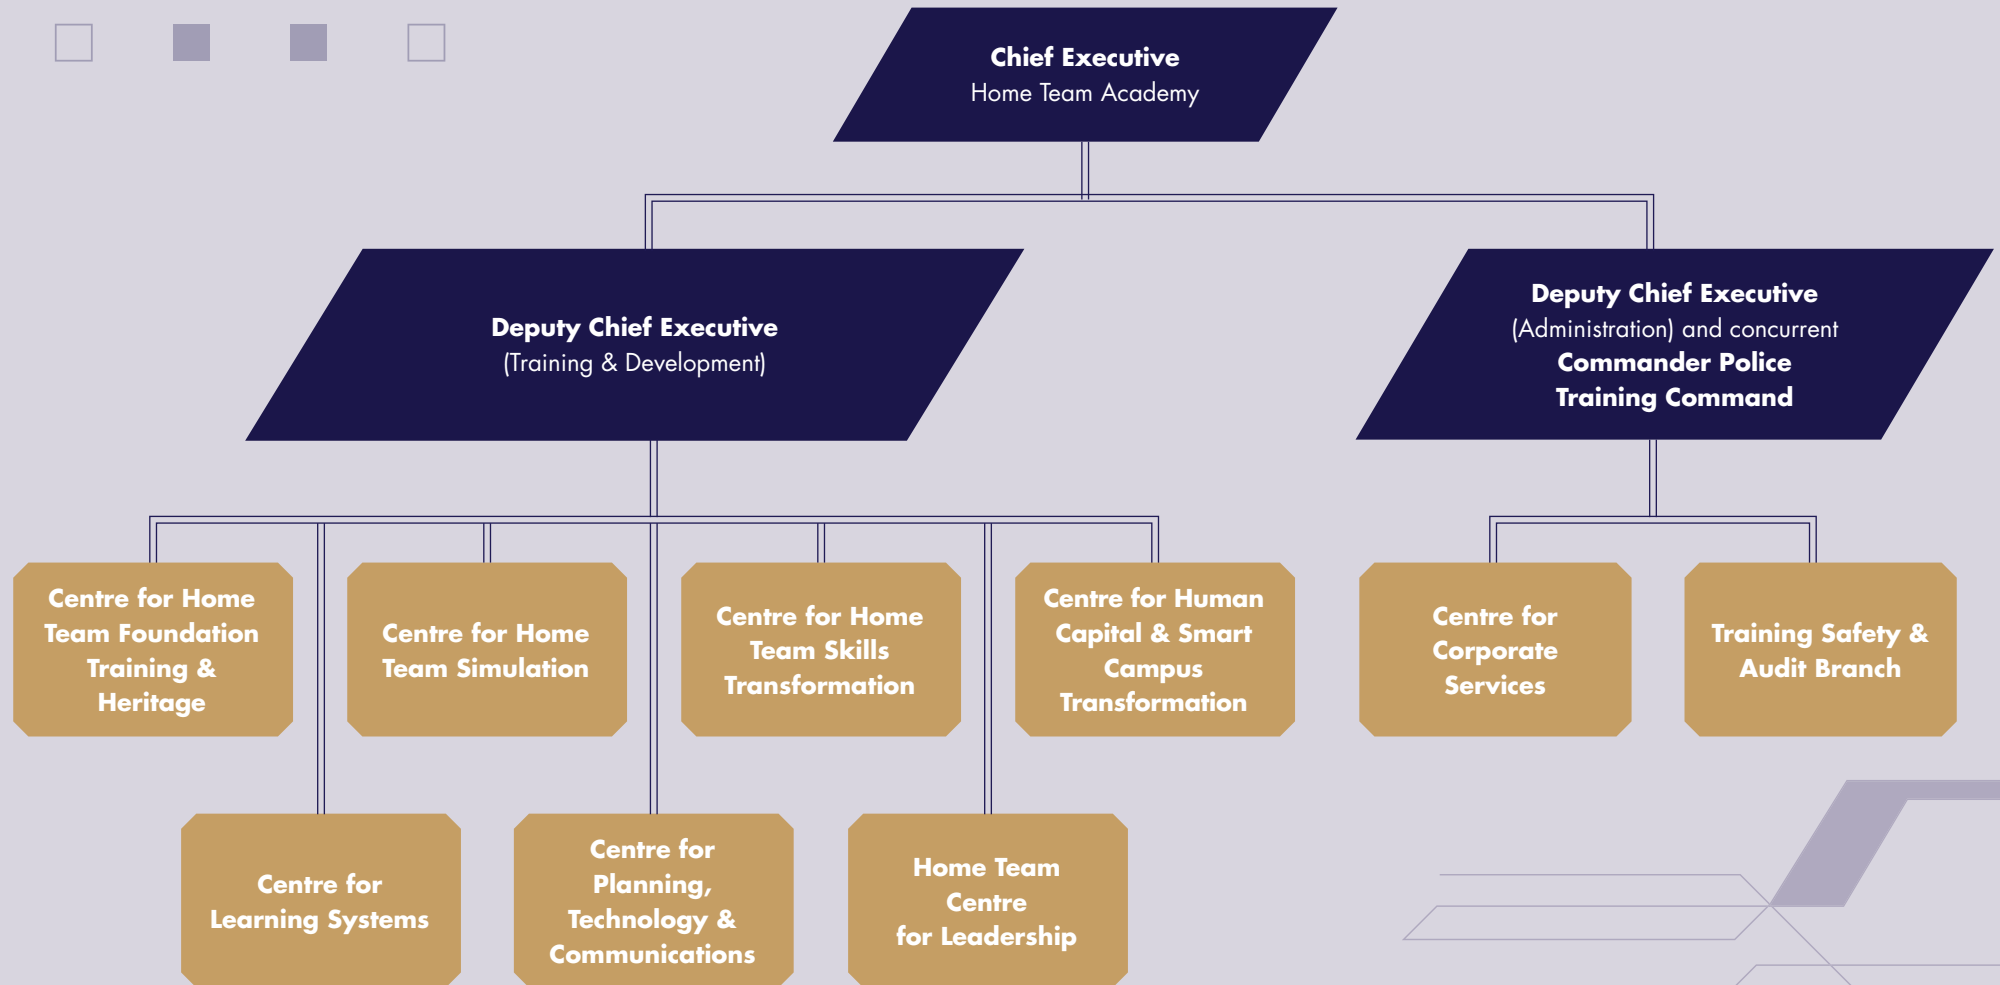 Chief Executive
Home Team Academy
Deputy Chief Executive
(Training & Development)
Deputy Chief Executive
(Administration) and concurrent
Commander Police
Training Command
Centre for Home
Team Foundation
Training &
Heritage
Centre for Home
Team Simulation
Centre for Home
Team Skills
Transformation
Centre for Human
Capital & Smart
Campus
Transformation
Centre for
Corporate
Services
Training Safety &
Audit Branch
Centre for
Learning Systems
Centre for
Planning,
Technology &
Communications
Home Team
Centre
for Leadership